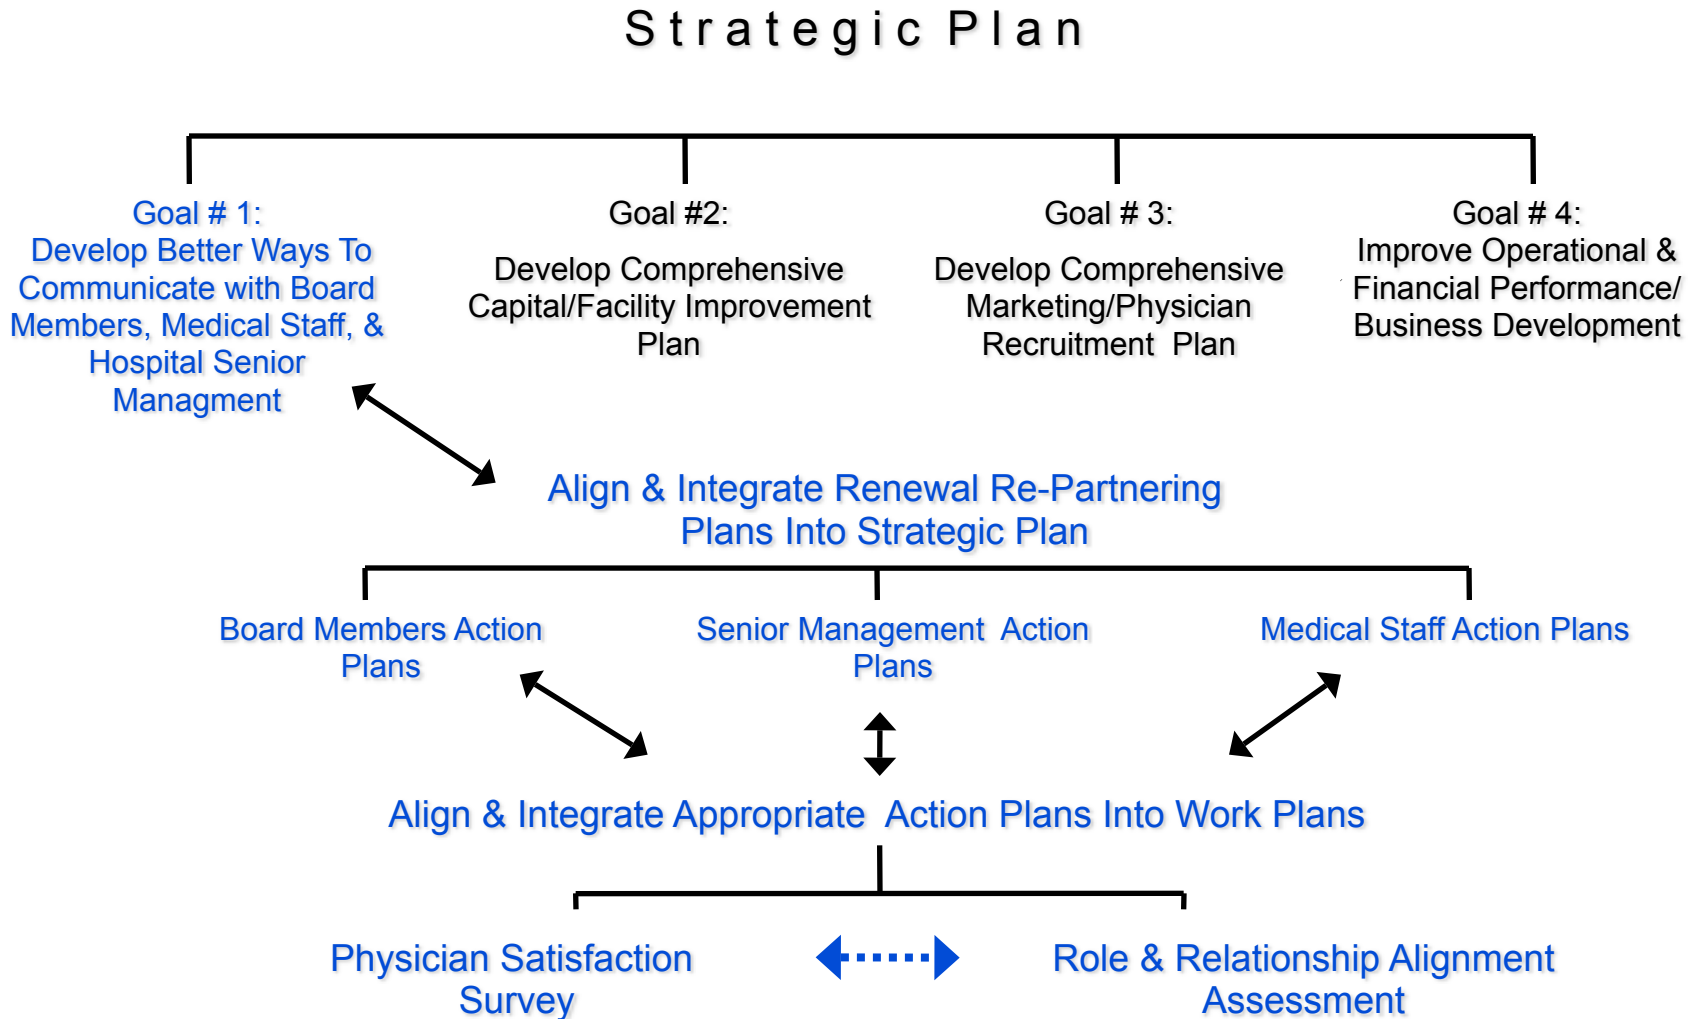 Strategic Plan
Goal # 1:
Develop Better Ways To
Communicate with Board
Members, Medical Staff, &
Hospital Senior
Managment
Goal #2:
Develop Comprehensive
Capital/Facility Improvement
Plan
Goal # 3:
Develop Comprehensive
Marketing/Physician
Recruitment Plan
Goal # 4:
Improve Operational &
Financial Performance/
Business Development
Align & Integrate Renewal Re-Partnering
Plans Into Strategic Plan
Board Members Action
Plans
Senior Management Action
Plans
Medical Staff Action Plans
Align & Integrate Appropriate Action Plans Into Work Plans
Physician Satisfaction
Survey
Role & Relationship Alignment
Assessment